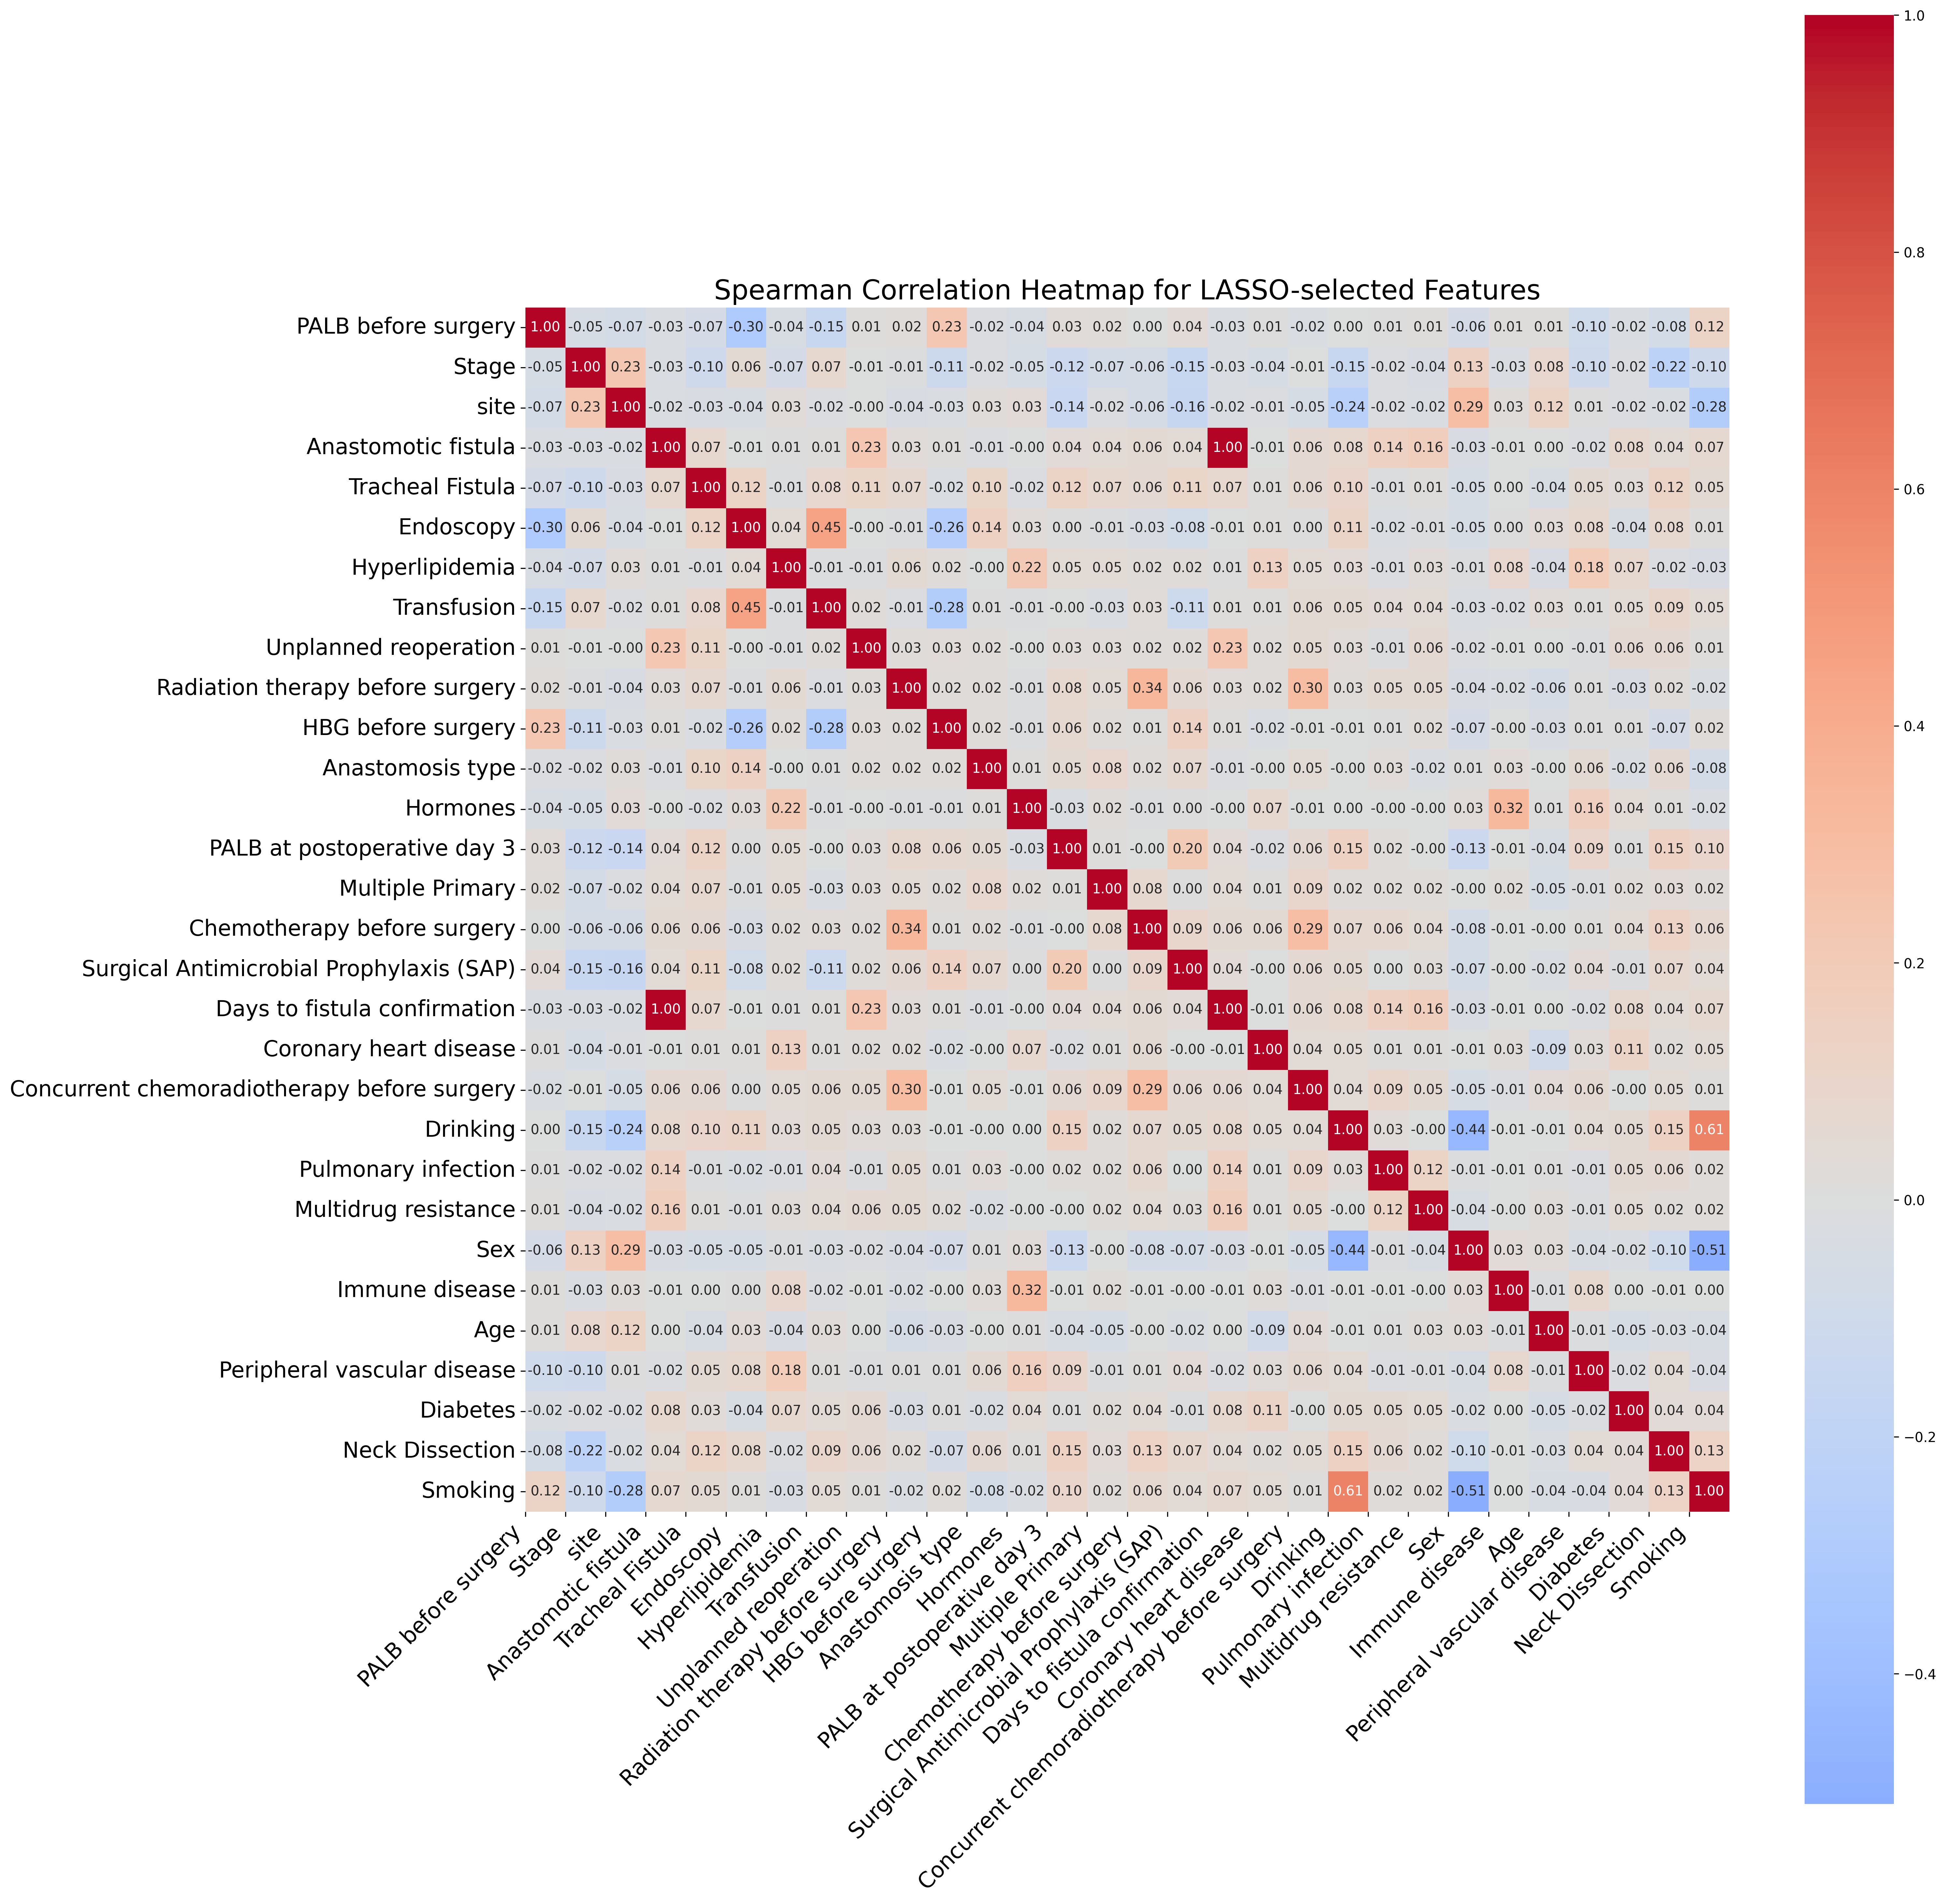 Spearman Correlation Heatmap for LASSO-selected Features
PALB before surgery 1.00 -0.05 -0.07 -0.03 -0.07 -0.30 -0.04 -0.15 0.01 0.02 0.23 -0.02 -0.04 0.03 0.02 0.00 0.04 -0.03 0.01 -0.02 0.00 0.01 0.01 -0.06 0.01 0.01 -0.10 -0.02 -0.08 0.12
Stage -0.05 1.00 0.23 -0.03 -0.10 0.06 -0.07 0.07 -0.01 -0.01 -0.11 -0.02 -0.05 -0.12 -0.07 -0.06 -0.15 -0.03 -0.04 -0.01 -0.15 -0.02 -0.04 0.13 -0.03 0.08 -0.10 -0.02 -0.22 -0.10
site -0.07 0.23 1.00 -0.02 -0.03 -0.04 0.03 -0.02 -0.00 -0.04 -0.03 0.03 0.03 -0.14 -0.02 -0.06 -0.16 -0.02 -0.01 -0.05 -0.24 -0.02 -0.02 0.29 0.03 0.12 0.01 -0.02 -0.02 -0.28
Anastomotic fistula -0.03 -0.03 -0.02 1.00 0.07 -0.01 0.01 0.01 0.23 0.03 0.01 -0.01 -0.00 0.04 0.04 0.06 0.04 1.00 -0.01 0.06 0.08 0.14 0.16 -0.03 -0.01 0.00 -0.02 0.08 0.04 0.07
Tracheal Fistula -0.07 -0.10 -0.03 0.07 1.00 0.12 -0.01 0.08 0.11 0.07 -0.02 0.10 -0.02 0.12 0.07 0.06 0.11 0.07 0.01 0.06 0.10 -0.01 0.01 -0.05 0.00 -0.04 0.05 0.03 0.12 0.05
Endoscopy -0.30 0.06 -0.04 -0.01 0.12 1.00 0.04 0.45 -0.00 -0.01 -0.26 0.14 0.03 0.00 -0.01 -0.03 -0.08 -0.01 0.01 0.00 0.11 -0.02 -0.01 -0.05 0.00 0.03 0.08 -0.04 0.08 0.01
Hyperlipidemia -0.04 -0.07 0.03 0.01 -0.01 0.04 1.00 -0.01 -0.01 0.06 0.02 -0.00 0.22 0.05 0.05 0.02 0.02 0.01 0.13 0.05 0.03 -0.01 0.03 -0.01 0.08 -0.04 0.18 0.07 -0.02 -0.03
Transfusion -0.15 0.07 -0.02 0.01 0.08 0.45 -0.01 1.00 0.02 -0.01 -0.28 0.01 -0.01 -0.00 -0.03 0.03 -0.11 0.01 0.01 0.06 0.05 0.04 0.04 -0.03 -0.02 0.03 0.01 0.05 0.09 0.05
Unplanned reoperation 0.01 -0.01 -0.00 0.23 0.11 -0.00 -0.01 0.02 1.00 0.03 0.03 0.02 -0.00 0.03 0.03 0.02 0.02 0.23 0.02 0.05 0.03 -0.01 0.06 -0.02 -0.01 0.00 -0.01 0.06 0.06 0.01
Radiation therapy before surgery 0.02 -0.01 -0.04 0.03 0.07 -0.01 0.06 -0.01 0.03 1.00 0.02 0.02 -0.01 0.08 0.05 0.34 0.06 0.03 0.02 0.30 0.03 0.05 0.05 -0.04 -0.02 -0.06 0.01 -0.03 0.02 -0.02
HBG before surgery 0.23 -0.11 -0.03 0.01 -0.02 -0.26 0.02 -0.28 0.03 0.02 1.00 0.02 -0.01 0.06 0.02 0.01 0.14 0.01 -0.02 -0.01 -0.01 0.01 0.02 -0.07 -0.00 -0.03 0.01 0.01 -0.07 0.02
Anastomosis type -0.02 -0.02 0.03 -0.01 0.10 0.14 -0.00 0.01 0.02 0.02 0.02 1.00 0.01 0.05 0.08 0.02 0.07 -0.01 -0.00 0.05 -0.00 0.03 -0.02 0.01 0.03 -0.00 0.06 -0.02 0.06 -0.08
Hormones -0.04 -0.05 0.03 -0.00 -0.02 0.03 0.22 -0.01 -0.00 -0.01 -0.01 0.01 1.00 -0.03 0.02 -0.01 0.00 -0.00 0.07 -0.01 0.00 -0.00 -0.00 0.03 0.32 0.01 0.16 0.04 0.01 -0.02
PALB at postoperative day 3 0.03 -0.12 -0.14 0.04 0.12 0.00 0.05 -0.00 0.03 0.08 0.06 0.05 -0.03 1.00 0.01 -0.00 0.20 0.04 -0.02 0.06 0.15 0.02 -0.00 -0.13 -0.01 -0.04 0.09 0.01 0.15 0.10
Multiple Primary 0.02 -0.07 -0.02 0.04 0.07 -0.01 0.05 -0.03 0.03 0.05 0.02 0.08 0.02 0.01 1.00 0.08 0.00 0.04 0.01 0.09 0.02 0.02 0.02 -0.00 0.02 -0.05 -0.01 0.02 0.03 0.02
Chemotherapy before surgery 0.00 -0.06 -0.06 0.06 0.06 -0.03 0.02 0.03 0.02 0.34 0.01 0.02 -0.01 -0.00 0.08 1.00 0.09 0.06 0.06 0.29 0.07 0.06 0.04 -0.08 -0.01 -0.00 0.01 0.04 0.13 0.06
Surgical Antimicrobial Prophylaxis (SAP) 0.04 -0.15 -0.16 0.04 0.11 -0.08 0.02 -0.11 0.02 0.06 0.14 0.07 0.00 0.20 0.00 0.09 1.00 0.04 -0.00 0.06 0.05 0.00 0.03 -0.07 -0.00 -0.02 0.04 -0.01 0.07 0.04
Days to fistula confirmation -0.03 -0.03 -0.02 1.00 0.07 -0.01 0.01 0.01 0.23 0.03 0.01 -0.01 -0.00 0.04 0.04 0.06 0.04 1.00 -0.01 0.06 0.08 0.14 0.16 -0.03 -0.01 0.00 -0.02 0.08 0.04 0.07
Coronary heart disease 0.01 -0.04 -0.01 -0.01 0.01 0.01 0.13 0.01 0.02 0.02 -0.02 -0.00 0.07 -0.02 0.01 0.06 -0.00 -0.01 1.00 0.04 0.05 0.01 0.01 -0.01 0.03 -0.09 0.03 0.11 0.02 0.05
Concurrent chemoradiotherapy before surgery -0.02 -0.01 -0.05 0.06 0.06 0.00 0.05 0.06 0.05 0.30 -0.01 0.05 -0.01 0.06 0.09 0.29 0.06 0.06 0.04 1.00 0.04 0.09 0.05 -0.05 -0.01 0.04 0.06 -0.00 0.05 0.01
Drinking 0.00 -0.15 -0.24 0.08 0.10 0.11 0.03 0.05 0.03 0.03 -0.01 -0.00 0.00 0.15 0.02 0.07 0.05 0.08 0.05 0.04 1.00 0.03 -0.00 -0.44 -0.01 -0.01 0.04 0.05 0.15 0.61
Pulmonary infection 0.01 -0.02 -0.02 0.14 -0.01 -0.02 -0.01 0.04 -0.01 0.05 0.01 0.03 -0.00 0.02 0.02 0.06 0.00 0.14 0.01 0.09 0.03 1.00 0.12 -0.01 -0.01 0.01 -0.01 0.05 0.06 0.02
Multidrug resistance 0.01 -0.04 -0.02 0.16 0.01 -0.01 0.03 0.04 0.06 0.05 0.02 -0.02 -0.00 -0.00 0.02 0.04 0.03 0.16 0.01 0.05 -0.00 0.12 1.00 -0.04 -0.00 0.03 -0.01 0.05 0.02 0.02
Sex -0.06 0.13 0.29 -0.03 -0.05 -0.05 -0.01 -0.03 -0.02 -0.04 -0.07 0.01 0.03 -0.13 -0.00 -0.08 -0.07 -0.03 -0.01 -0.05 -0.44 -0.01 -0.04 1.00 0.03 0.03 -0.04 -0.02 -0.10 -0.51
Immune disease 0.01 -0.03 0.03 -0.01 0.00 0.00 0.08 -0.02 -0.01 -0.02 -0.00 0.03 0.32 -0.01 0.02 -0.01 -0.00 -0.01 0.03 -0.01 -0.01 -0.01 -0.00 0.03 1.00 -0.01 0.08 0.00 -0.01 0.00
Age 0.01 0.08 0.12 0.00 -0.04 0.03 -0.04 0.03 0.00 -0.06 -0.03 -0.00 0.01 -0.04 -0.05 -0.00 -0.02 0.00 -0.09 0.04 -0.01 0.01 0.03 0.03 -0.01 1.00 -0.01 -0.05 -0.03 -0.04
Peripheral vascular disease -0.10 -0.10 0.01 -0.02 0.05 0.08 0.18 0.01 -0.01 0.01 0.01 0.06 0.16 0.09 -0.01 0.01 0.04 -0.02 0.03 0.06 0.04 -0.01 -0.01 -0.04 0.08 -0.01 1.00 -0.02 0.04 -0.04
Diabetes -0.02 -0.02 -0.02 0.08 0.03 -0.04 0.07 0.05 0.06 -0.03 0.01 -0.02 0.04 0.01 0.02 0.04 -0.01 0.08 0.11 -0.00 0.05 0.05 0.05 -0.02 0.00 -0.05 -0.02 1.00 0.04 0.04
Neck Dissection -0.08 -0.22 -0.02 0.04 0.12 0.08 -0.02 0.09 0.06 0.02 -0.07 0.06 0.01 0.15 0.03 0.13 0.07 0.04 0.02 0.05 0.15 0.06 0.02 -0.10 -0.01 -0.03 0.04 0.04 1.00 0.13
Smoking 0.12 -0.10 -0.28 0.07 0.05 0.01 -0.03 0.05 0.01 -0.02 0.02 -0.08 -0.02 0.10 0.02 0.06 0.04 0.07 0.05 0.01 0.61 0.02 0.02 -0.51 0.00 -0.04 -0.04 0.04 0.13 1.00
PALB before surgery
Stage
site
Anastomotic fistula
Tracheal Fistula
Endoscopy
Hyperlipidemia
Transfusion
Unplanned reoperation
Radiation therapy before surgery
HBG before surgery
Anastomosis type
Hormones
PALB at postoperative day 3
Multiple Primary
Chemotherapy before surgery
Surgical Antimicrobial Prophylaxis (SAP)
Days to fistula confirmation
Coronary heart disease
Concurrent chemoradiotherapy before surgery
Drinking
Pulmonary infection
Multidrug resistance
Sex
Immune disease
Age
Peripheral vascular disease
Diabetes
Neck Dissection
Smoking
1.0
0.8
0.6
0.4
0.2
0.0
−0.2
−0.4